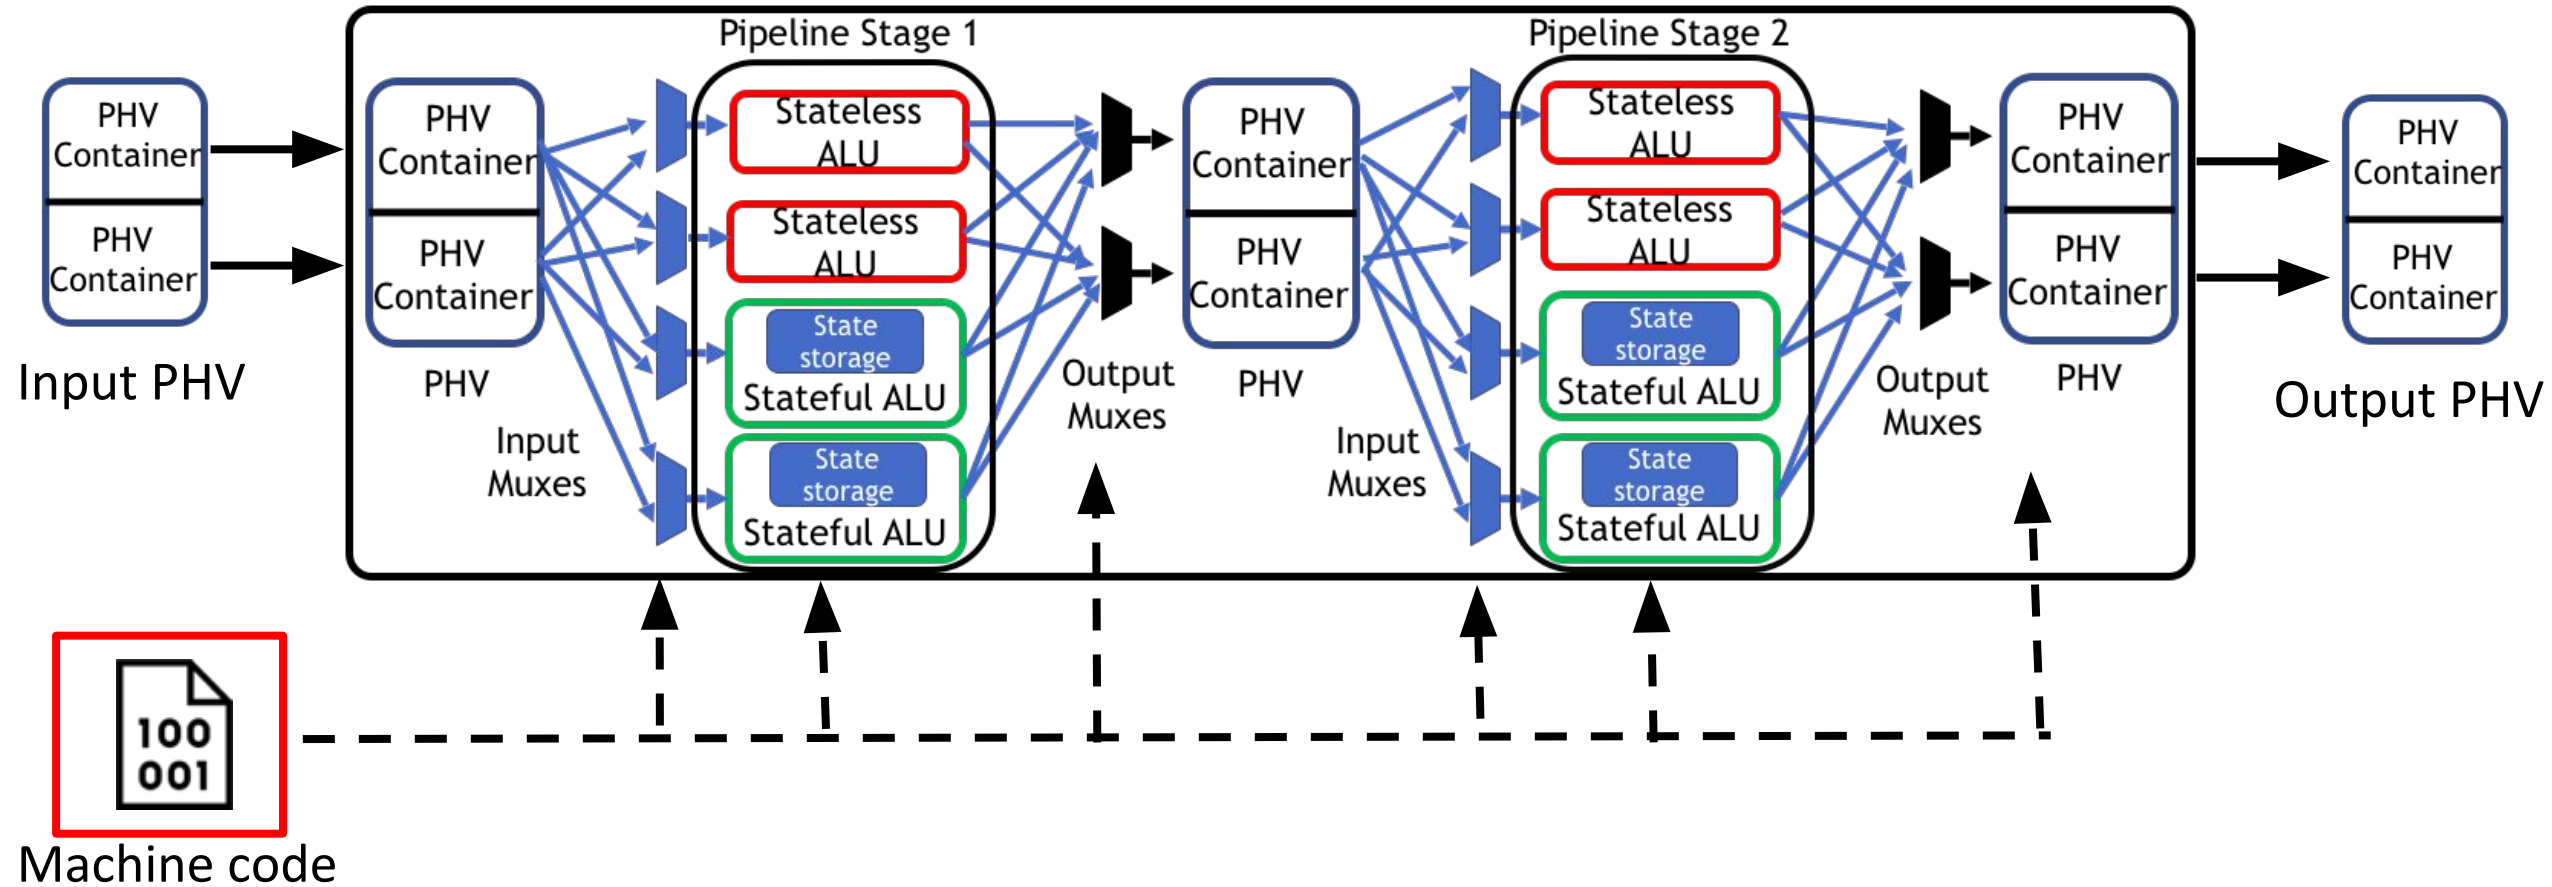 Pipeline Stage 1
Pipeline Stage 2
PHV
Container
PHV
Container
Input PHV
PHV
Container
PHV
Container
PHV
Input
Muxes
Stateless
ALU
Stateless
ALU
State
storage
Stateful ALU
State
storage
Stateful ALU
Output
Muxes
PHV
Container
PHV
Container
PHV
Input
Muxes
Stateless
ALU
Stateless
ALU
State
storage
Stateful ALU
State
storage
Stateful ALU
Output
Muxes
PHV
Container
PHV
Container
PHV
PHV
Container
PHV
Container
Output PHV
100
001
Machine code